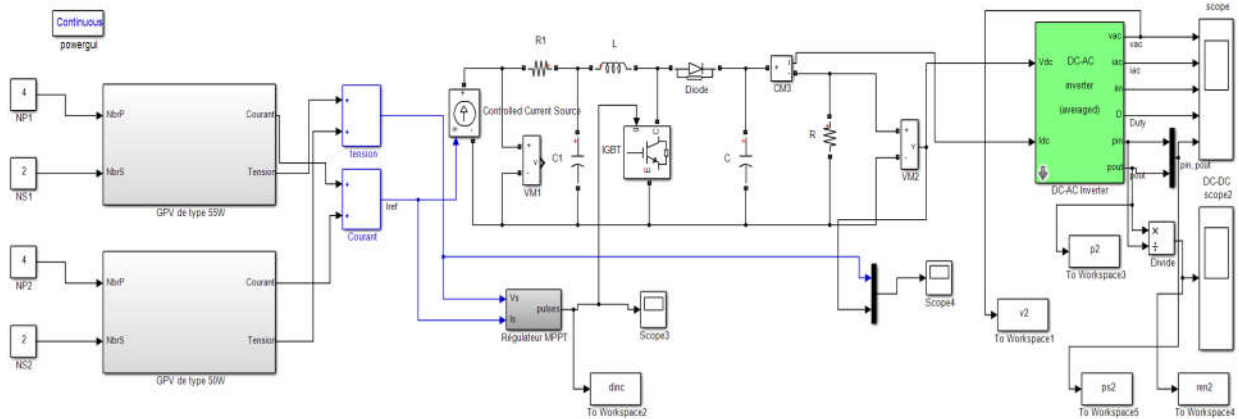 Continuous
powergui
4
NP1
2
NS1
NbrP
NbrS
Courant
Tension
GPV de type 55W
4
NP2
2
NS2
NbrP
NbrS
Courant
Tension
GPV de type 50W
tension
Courant
Iref
Controlled Current Source
R1
L
VM1
C1
IGBT
g
C
E
Diode
C
CM3
R
VM2
Vs
Is
pulses
Régulateur MPPT
Scope3
dinc
To Workspace2
Scope4
Vdc
Idc
DC-AC
inverter
(averaged)
vac
iac
iin
D
pin
pout
DC-AC Inverter
vac
iac
Duty
pout
pin, pout
scope
DC-DC
scope2
Divide
p2
To Workspace3
v2
To Workspace1
ps2
To Workspace5
ren2
To Workspace4